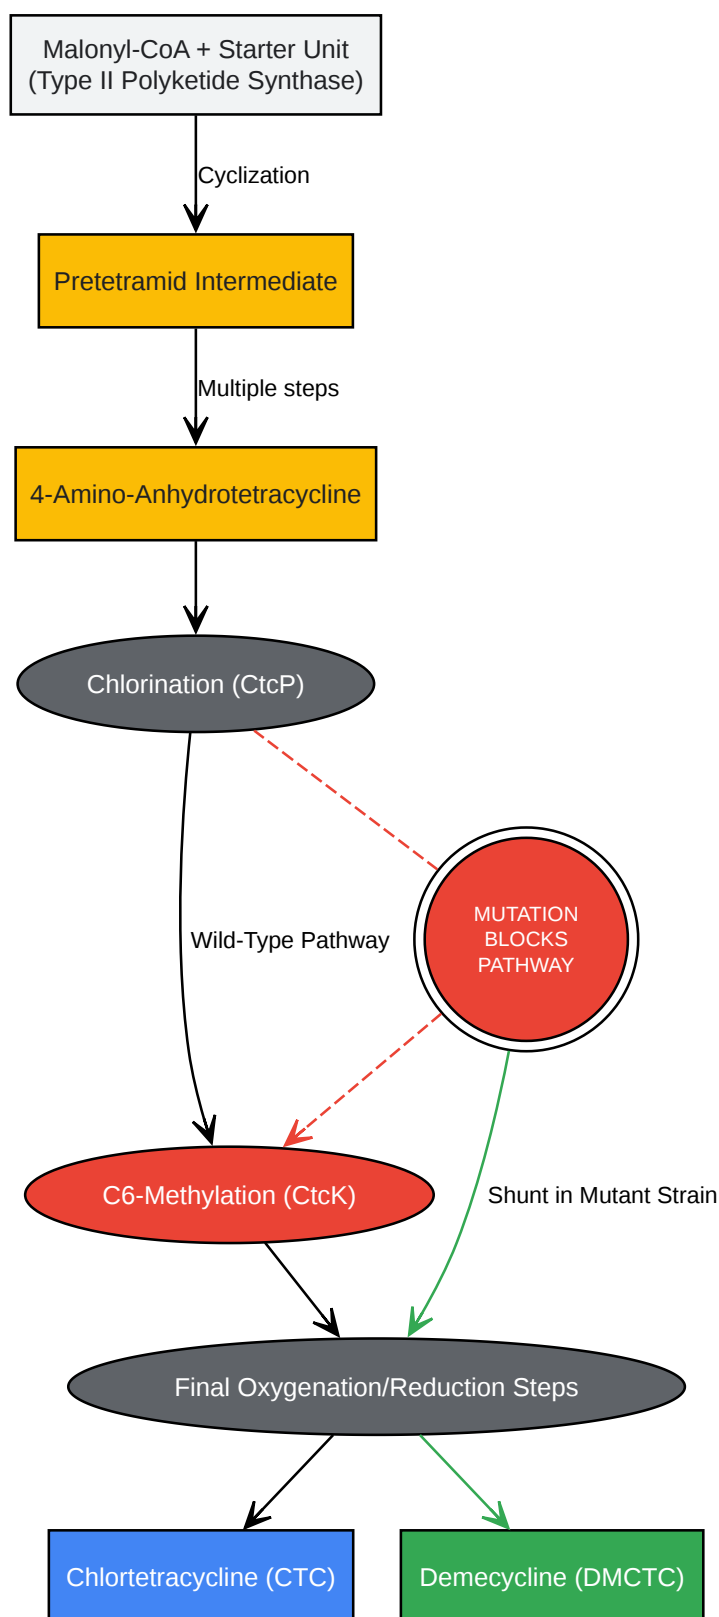 Malonyl-CoA + Starter Unit
(Type II Polyketide Synthase)
Cyclization
Pretetramid Intermediate
Multiple steps
4-Amino-Anhydrotetracycline
Chlorination (CtcP)
MUTATION
BLOCKS
PATHWAY
Wild-Type Pathway
C6-Methylation (CtcK)
Shunt in Mutant Strain
Final Oxygenation/Reduction Steps
Chlortetracycline (CTC)
Demecycline (DMCTC)